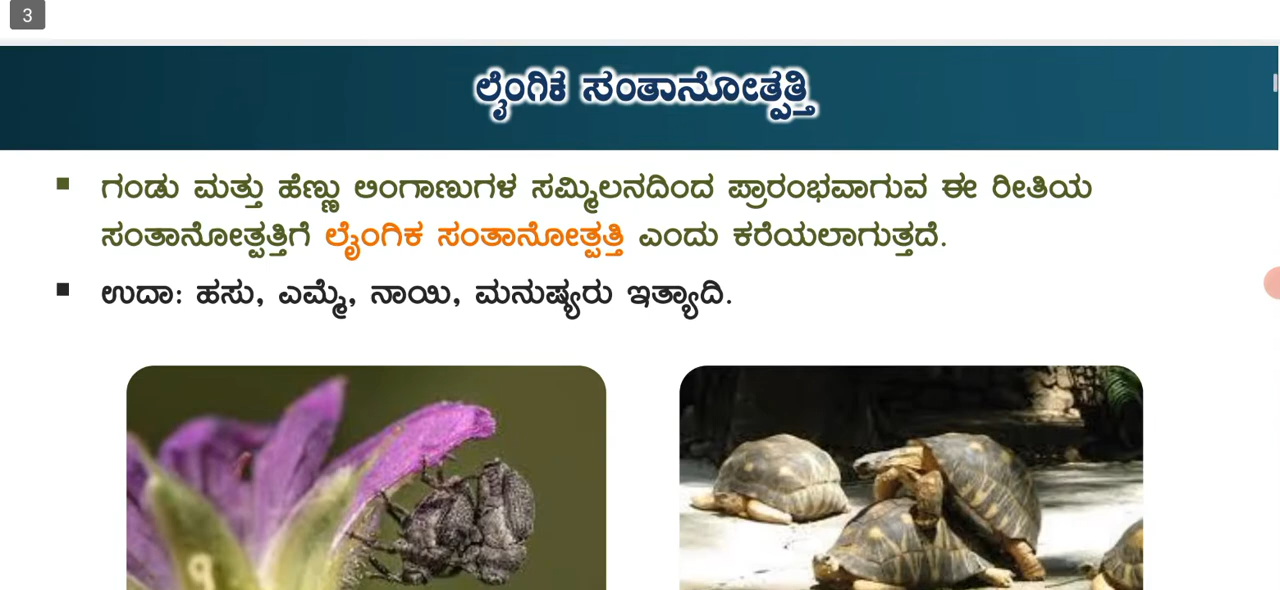 3
ಲೈಂಗಿಕ ಸಂತಾನೋತ್ಪತ್ತಿ
▪ ಗಂಡು ಮತ್ತು ಹೆಣ್ಣು ಲಿಂಗಾಣುಗಳ ಸಮ್ಮಿಲನದಿಂದ ಪ್ರಾರಂಭವಾಗುವ ಈ ರೀತಿಯ
ಸಂತಾನೋತ್ಪತ್ತಿಗೆ ಲೈಂಗಿಕ ಸಂತಾನೋತ್ಪತ್ತಿ ಎಂದು ಕರೆಯಲಾಗುತ್ತದೆ.
▪ ಉದಾ: ಹಸು, ಎಮ್ಮೆ, ನಾಯಿ, ಮನುಷ್ಯರು ಇತ್ಯಾದಿ.